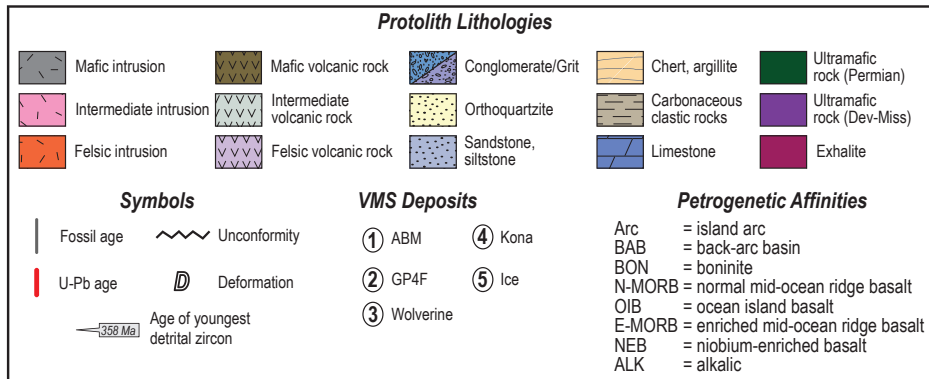 Protolith Lithologies
Mafic intrusion
Intermediate intrusion
Felsic intrusion
Mafic volcanic rock
Intermediate
volcanic rock
Felsic volcanic rock
Conglomerate/Grit
Orthoquartzite
Sandstone,
siltstone
Chert, argillite
Carbonaceous
clastic rocks
Limestone
Ultramafic
rock (Permian)
Ultramafic
rock (Dev-Miss)
Exhalite
Symbols
Fossil age
Unconformity
U-Pb age
D Deformation
358 Ma
Age of youngest
detrital zircon
VMS Deposits
1 ABM
2 GP4F
3 Wolverine
4 Kona
5 Ice
Petrogenetic Affinities
Arc = island arc
BAB = back-arc basin
BON = boninite
N-MORB = normal mid-ocean ridge basalt
OIB = ocean island basalt
E-MORB = enriched mid-ocean ridge basalt
NEB = niobium-enriched basalt
ALK = alkalic